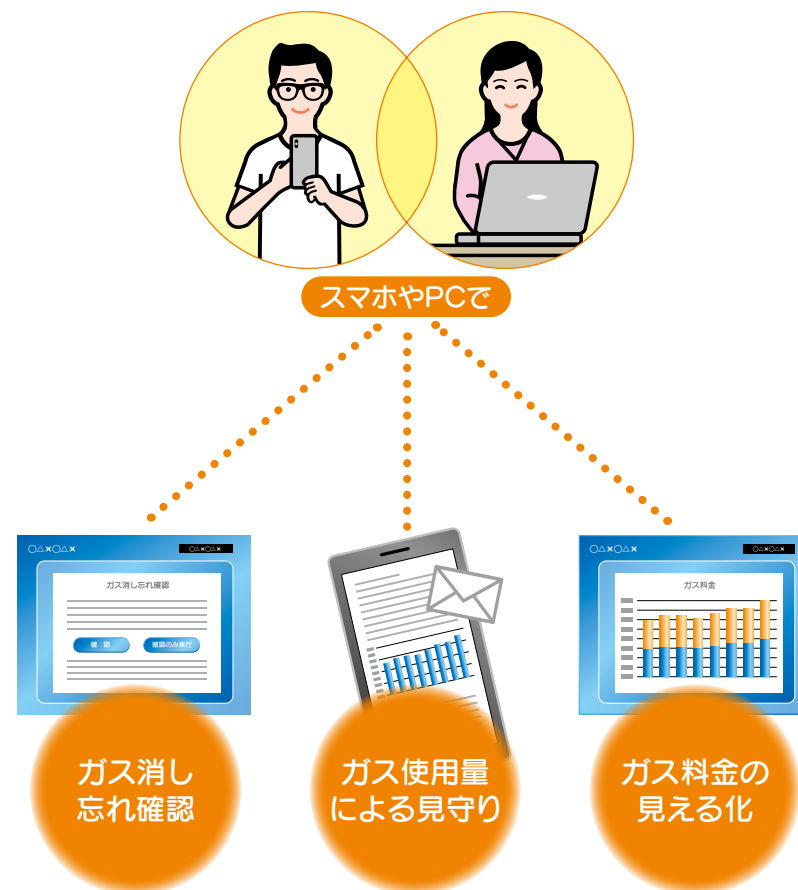 スマホやPCで
○△×○△×
○△×○△×
ガス消し忘れ確認
確 認
確認のみ実行
○△×○△×
○△×○△×
ガス料金
ガス消し
忘れ確認
ガス使用量
による見守り
ガス料金の
見える化